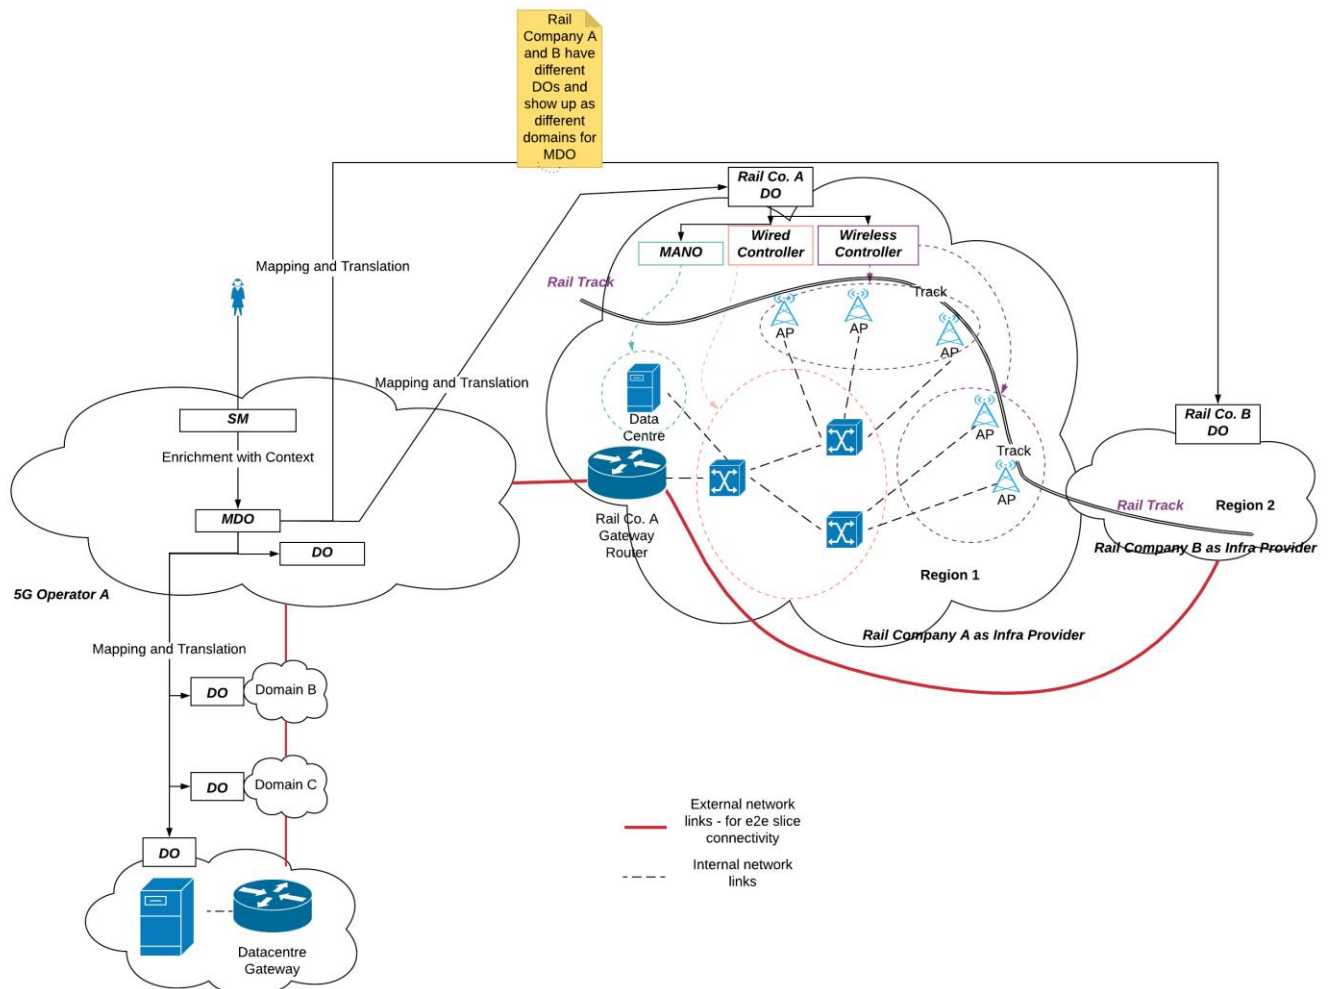 Rail
Company A
and B have
different
DOs and
show up as
different
domains for
MDO
Rail Co. A
DO
MANO
Wired
Controller
Wireless
Controller
Mapping and Translation
Rail Track
Track
AP
AP
AP
Mapping and Translation
SM
Data
Centre
AP
Rail Co. B
DO
Enrichment with Context
Track
AP
MDO
Rail Co. A
Gateway
Router
Rail Track
Region 2
DO
Rail Company B as Infra Provider
Region 1
5G Operator A
Rail Company A as Infra Provider
Mapping and Translation
DO
Domain B
DO
Domain C
External network
links - for e2e slice
connectivity
DO
Internal network
links
Datacentre
Gateway